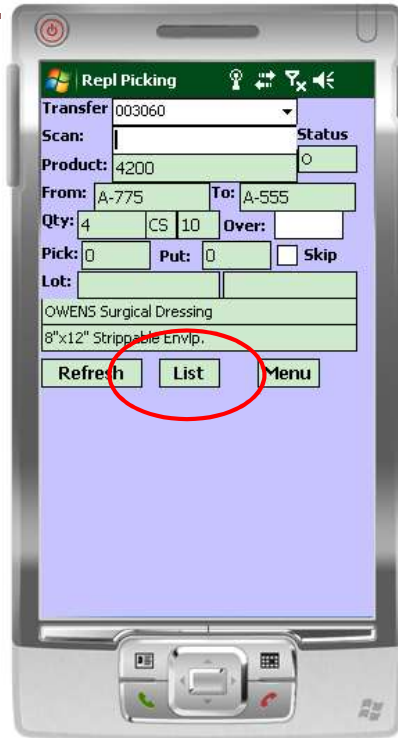 Repl Picking
Transfer 003060
Scan: Status
Product: 4200 O
From: A-775 To: A-555
Qty: 4 CS 10 Over:
Pick: 0 Put: 0 Skip
Lot:
OWENS Surgical Dressing
8"x12" Strippable Envlp.
Refresh List Menu